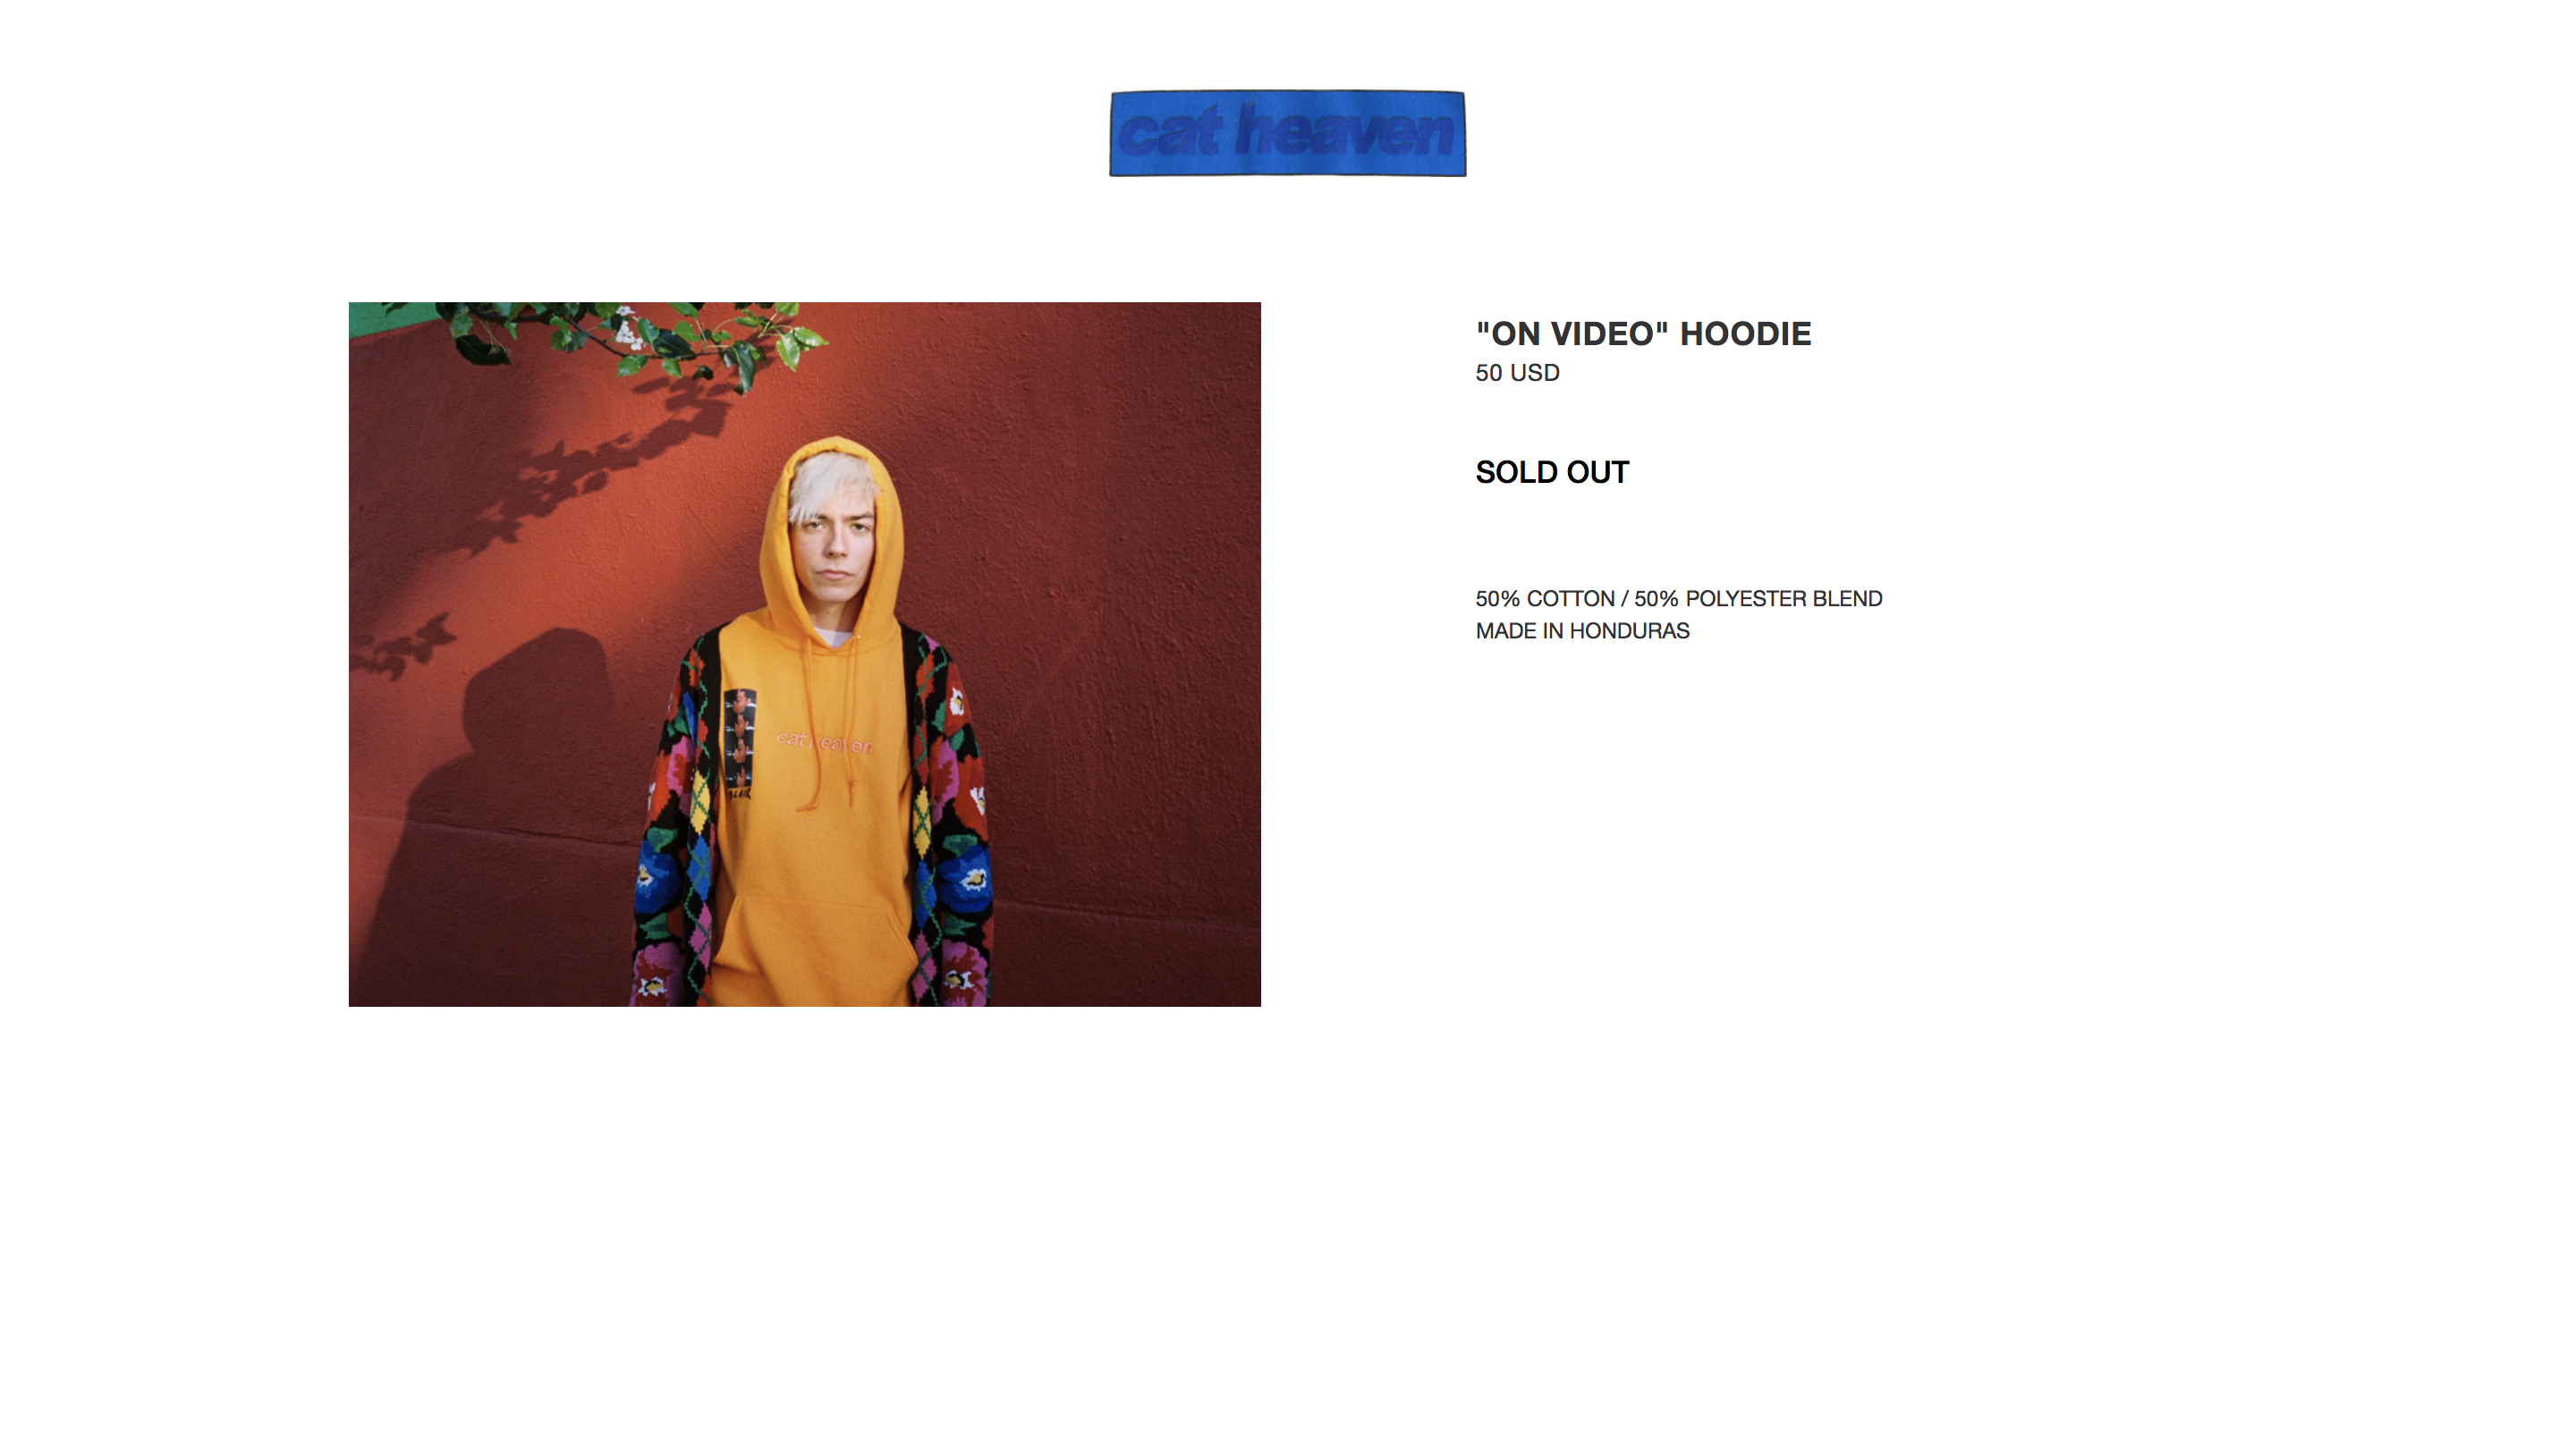 cat heaven
"ON VIDEO" HOODIE
50 USD
SOLD OUT
50% COTTON / 50% POLYESTER BLEND
MADE IN HONDURAS
cat heaven